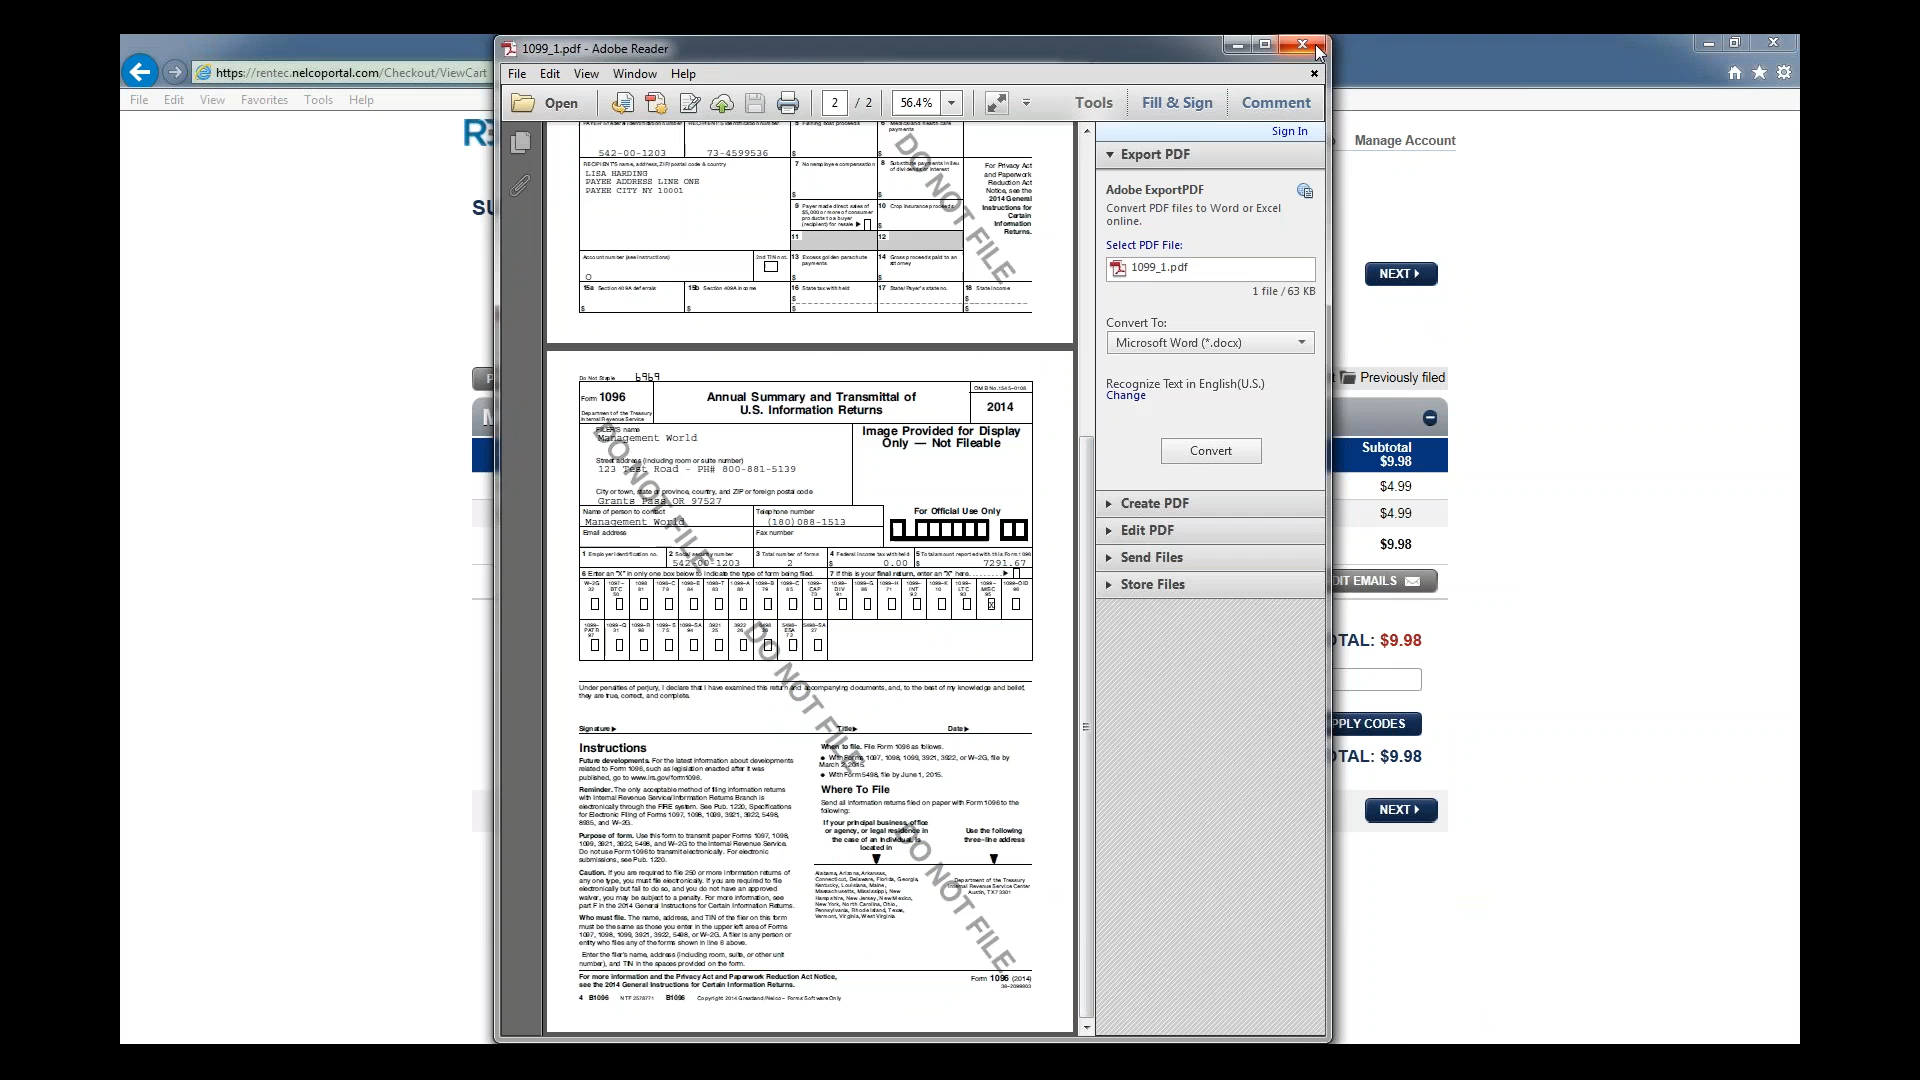 1099_1.pdf - Adobe Reader
https://rentec.nelcoportal.com/Checkout/ViewCart
File Edit View Favorites Tools Help
File Edit View Window Help
Open 2 / 2 56.4% Tools Fill & Sign Comment
Sign In
Manage Account
Export PDF
Adobe ExportPDF
Convert PDF files to Word or Excel
online.
Select PDF File:
1099_1.pdf
1 file / 63 KB
Convert To:
Microsoft Word (*.docx)
Recognize Text in English(U.S.)
Change
Convert
Create PDF
Edit PDF
Send Files
Store Files
NEXT
Previously filed
Subtotal
$9.98
$4.99
$4.99
$9.98
DIT EMAILS
TAL: $9.98
PPLY CODES
TAL: $9.98
NEXT
542-00-1203 73-4599536
RECIPIENT'S name, address, ZIP/postal code & country
LISA HARDING
PAYEE ADDRESS LINE ONE
PAYEE CITY NY 10001
7 Nonemployee compensation
8 Substitute payments in lieu
of dividends or interest
9 Payer made direct sales of
$5,000 or more of consumer
products to a buyer
(recipient) for resale
10 Crop insurance proceeds
11 12
For Privacy Act
and Paperwork
Reduction Act
Notice, see the
2014 General
Instructions for
Certain
Information
Returns.
Account number (see instructions)
0
2nd TIN not.
13 Excess golden parachute
payments
14 Gross proceeds paid to an
attorney
15a Section 409A deferrals
15b Section 409A income
16 State tax withheld
17 State/Payer's state no.
18 State income
DO NOT FILE
Do Not Staple 6969
Form 1096
Department of the Treasury
Internal Revenue Service
Annual Summary and Transmittal of
U.S. Information Returns
OMB No. 1545-0108
2014
FILER'S name
Management World
Street address (including room or suite number)
123 Test Road - PH# 800-881-5139
City or town, state or province, country, and ZIP or foreign postal code
Grants Pass OR 97527
Image Provided for Display
Only — Not Fileable
Name of person to contact
Management World
Telephone number
(180)088-1513
Email address
Fax number
For Official Use Only
1 Employer identification no.
2 Social security number
542-00-1203
3 Total number of forms
2
4 Federal income tax withheld
$ 0.00
5 Total amount reported with this Form 1096
$ 7291.67
6 Enter an "X" in only one box below to indicate the type of form being filed.
7 If this is your final return, enter an "X" here
DO NOT FILE
DO NOT FILE
Under penalties of perjury, I declare that I have examined this return and accompanying documents, and, to the best of my knowledge and belief,
they are true, correct, and complete.
Signature Title Date
Instructions
Future developments. For the latest information about developments
related to Form 1096, such as legislation enacted after it was
published, go to www.irs.gov/form1096.
Reminder. The only acceptable method of filing information returns
with Internal Revenue Service/Information Returns Branch is
electronically through the FIRE system. See Pub. 1220, Specifications
for Electronic Filing of Forms 1097, 1098, 1099, 3921, 3922, 5498,
8935, and W-2G.
Purpose of form. Use this form to transmit paper Forms 1097, 1098,
1099, 3921, 3922, 5498, and W-2G to the Internal Revenue Service.
Do not use Form 1096 to transmit electronically. For electronic
submissions, see Pub. 1220.
Caution. If you are required to file 250 or more information returns of
any one type, you must file electronically. If you are required to file
electronically but fail to do so, and you do not have an approved
waiver, you may be subject to a penalty. For more information, see
part F in the 2014 General Instructions for Certain Information Returns.
Who must file. The name, address, and TIN of the filer on this form
must be the same as those you enter in the upper left area of Forms
1097, 1098, 1099, 3921, 3922, 5498, or W-2G. A filer is any person or
entity who files any of the forms shown in line 6 above.
Enter the filer's name, address (including room, suite, or other unit
number), and TIN in the spaces provided on the form.
When to file. File Form 1096 as follows.
• With Forms 1097, 1098, 1099, 3921, 3922, or W-2G, file by
March 2, 2015.
• With Form 5498, file by June 1, 2015.
Where To File
Send all information returns filed on paper with Form 1096 to the
following:
If your principal business, office
or agency, or legal residence in
the case of an individual, is
located in
Use the following
three-line address
Alabama, Arizona, Arkansas,
Connecticut, Delaware, Florida, Georgia,
Kentucky, Louisiana, Maine,
Massachusetts, Mississippi, New
Hampshire, New Jersey, New Mexico,
New York, North Carolina, Ohio,
Pennsylvania, Rhode Island, Texas,
Vermont, Virginia, West Virginia
Department of the Treasury
Internal Revenue Service Center
Austin, TX 73301
DO NOT FILE
For more information and the Privacy Act and Paperwork Reduction Act Notice,
see the 2014 General Instructions for Certain Information Returns.
Form 1096 (2014)
4 B1096 NTF 2578771 B1096 Copyright 2014 Greatland/Nelco - Forms Software Only